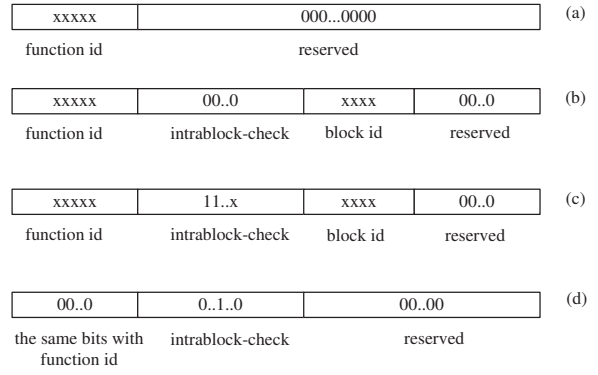 xxxxx 000...0000 (a)
function id reserved
xxxxx 00..0 xxxx 00..0 (b)
function id intrablock-check block id reserved
xxxxx 11..x xxxx 00..0 (c)
function id intrablock-check block id reserved
00..0 0..1..0 00..00 (d)
the same bits with intrablock-check reserved
function id